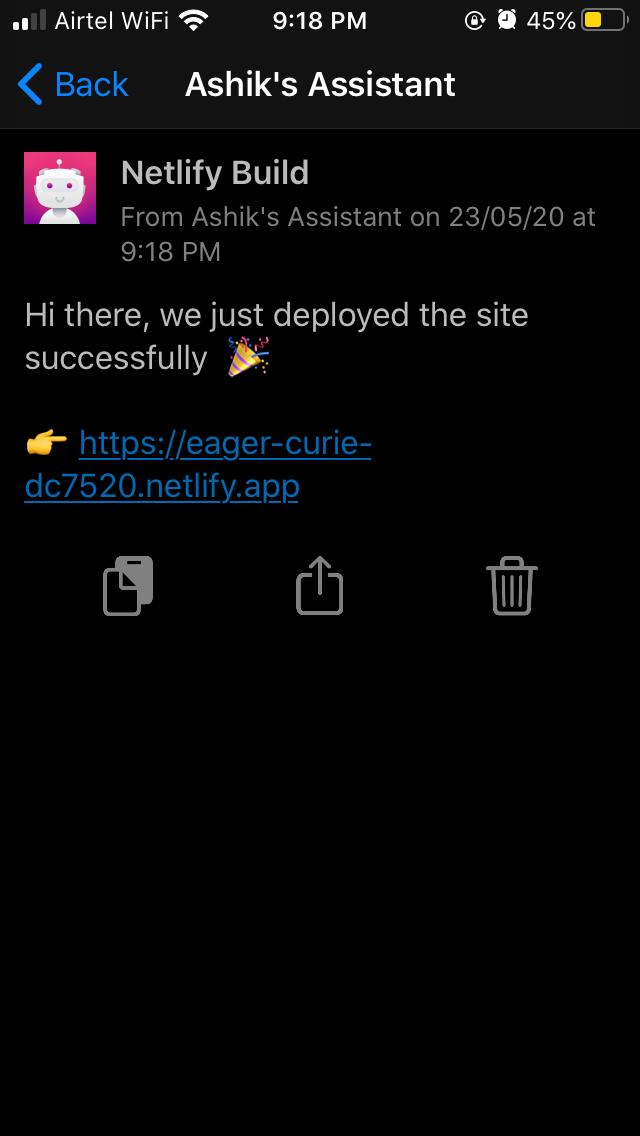 Airtel WiFi 9:18 PM 45%
Back Ashik's Assistant
Netlify Build
From Ashik's Assistant on 23/05/20 at
9:18 PM
Hi there, we just deployed the site
successfully 🎉
👉 https://eager-curie-
dc7520.netlify.app